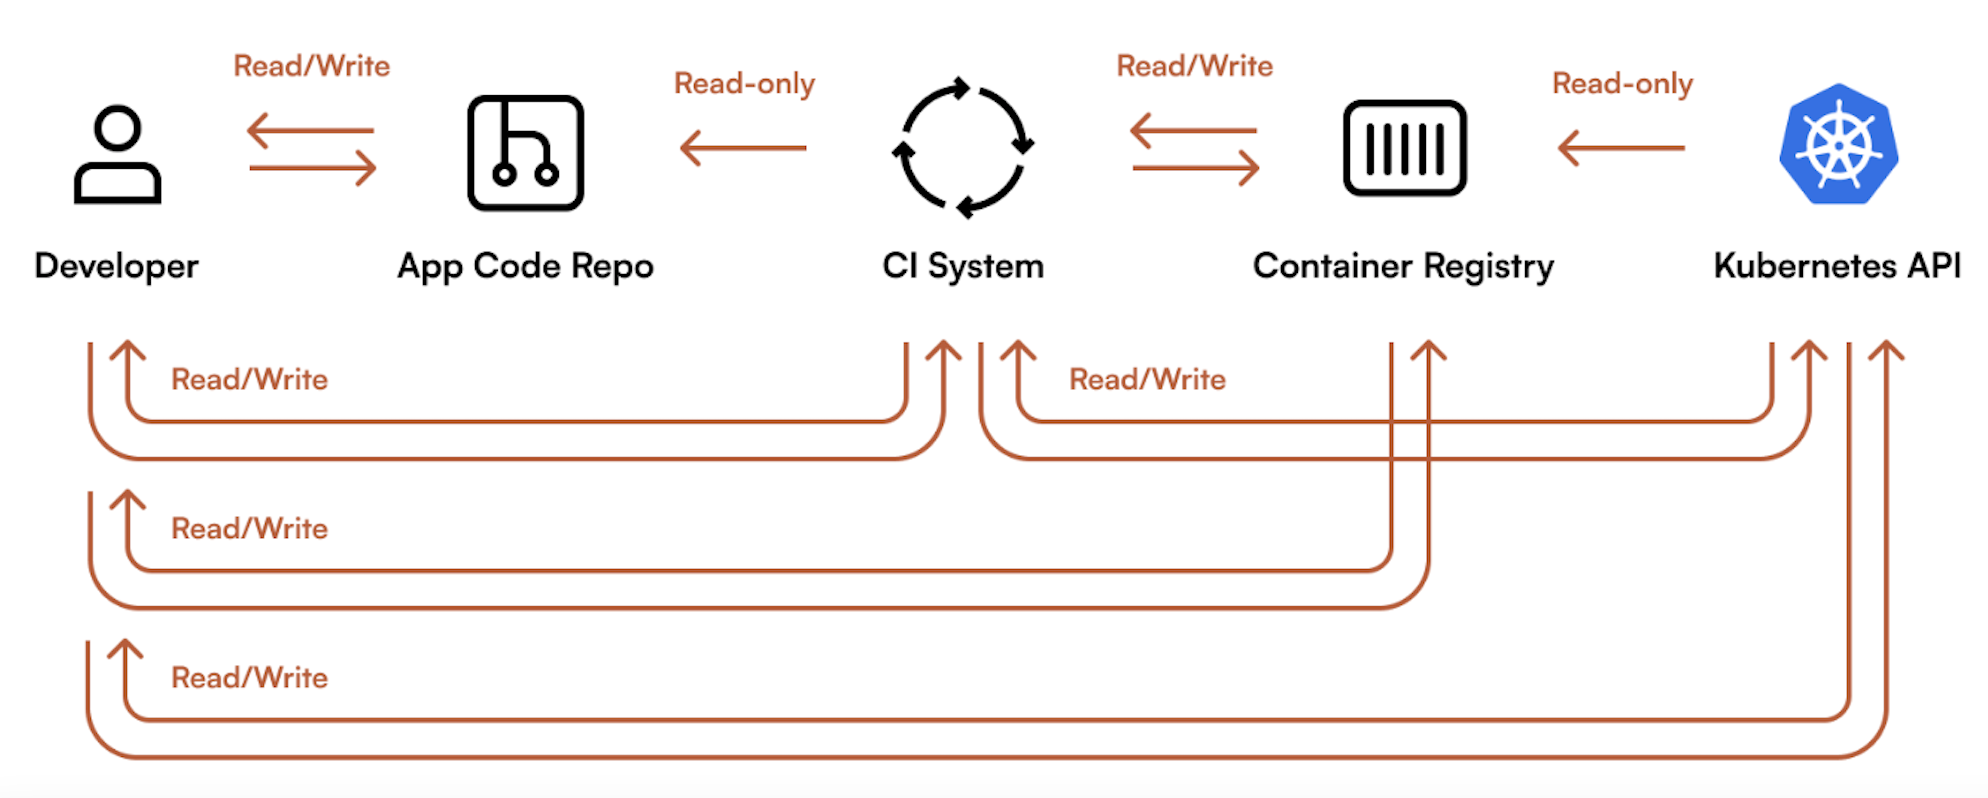 Read/Write
Read-only
Read/Write
Read-only
Developer
App Code Repo
CI System
Container Registry
Kubernetes API
Read/Write
Read/Write
Read/Write
Read/Write